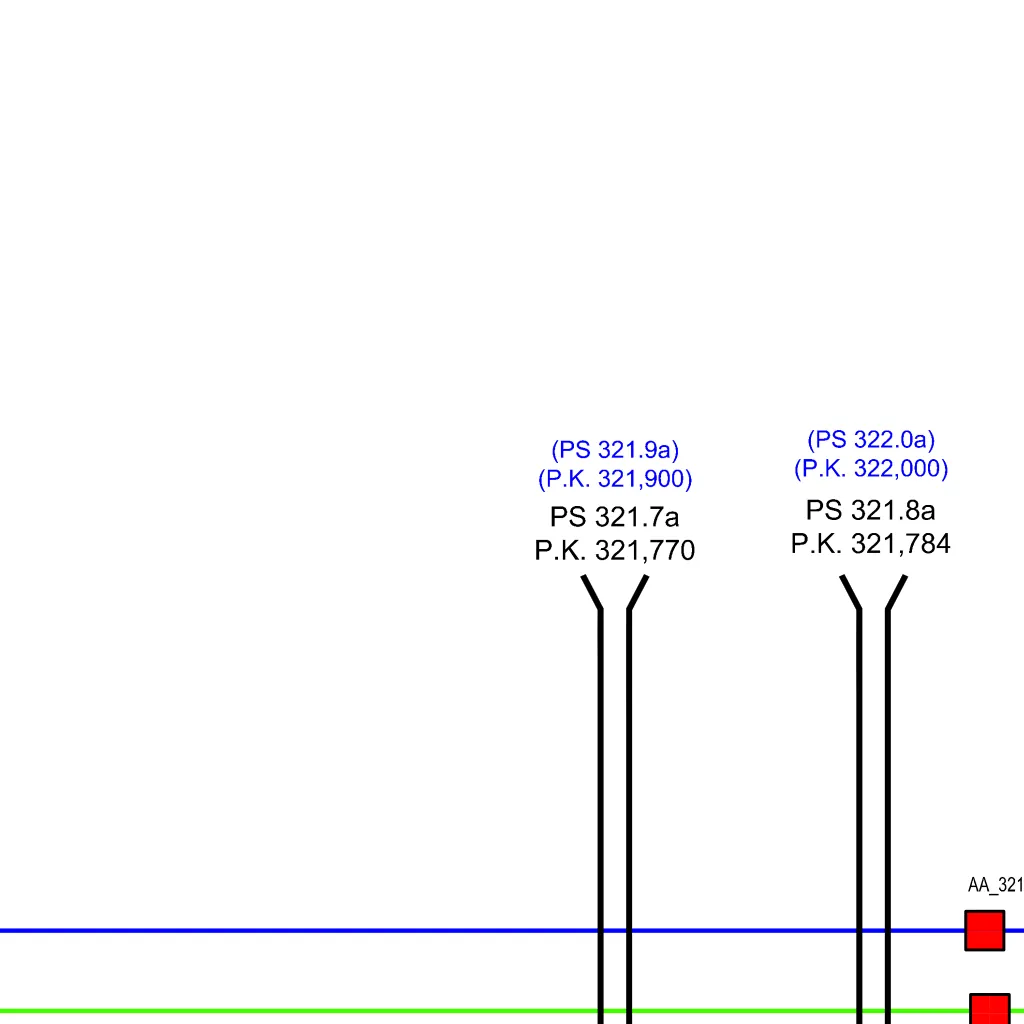 (PS 321.9a)
(P.K. 321,900)
PS 321.7a
P.K. 321,770
(PS 322.0a)
(P.K. 322,000)
PS 321.8a
P.K. 321,784
AA_321